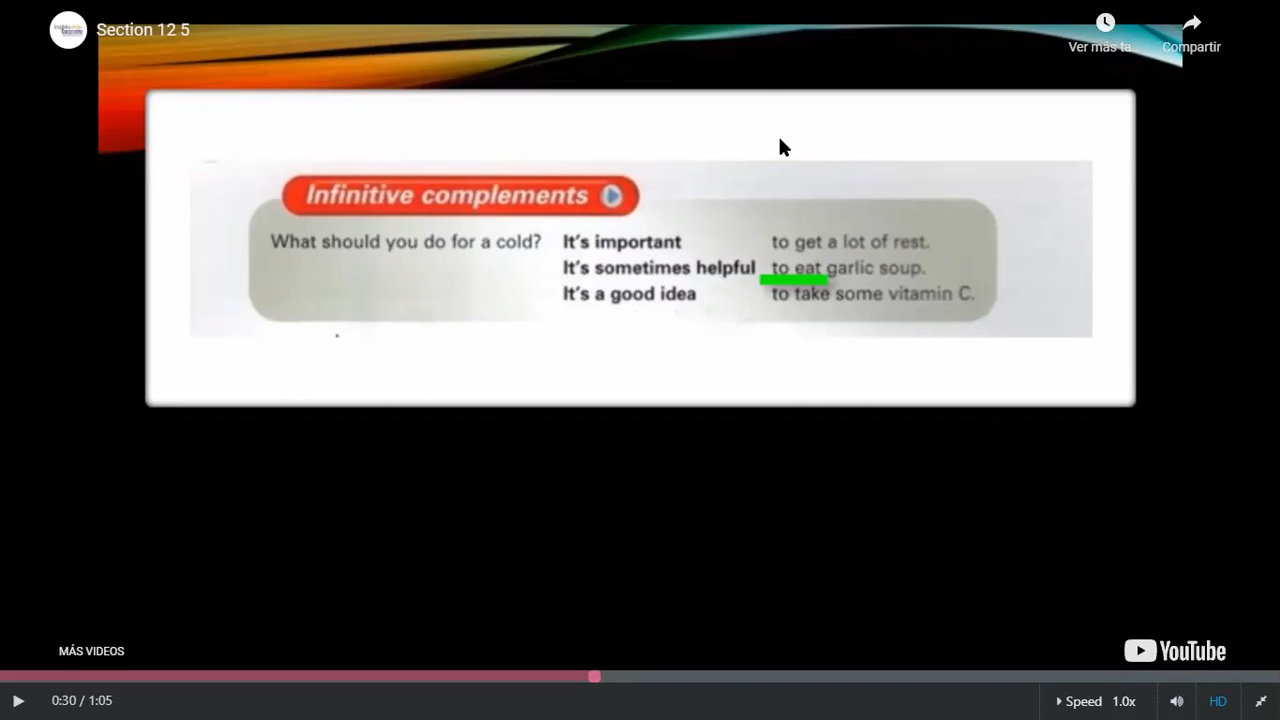 Section 12 5
Ver más ta...
Compartir
Infinitive complements
What should you do for a cold? It's important to get a lot of rest.
It's sometimes helpful to eat garlic soup.
It's a good idea to take some vitamin C.
MÁS VIDEOS
YouTube
0:30 / 1:05
Speed 1.0x
HD